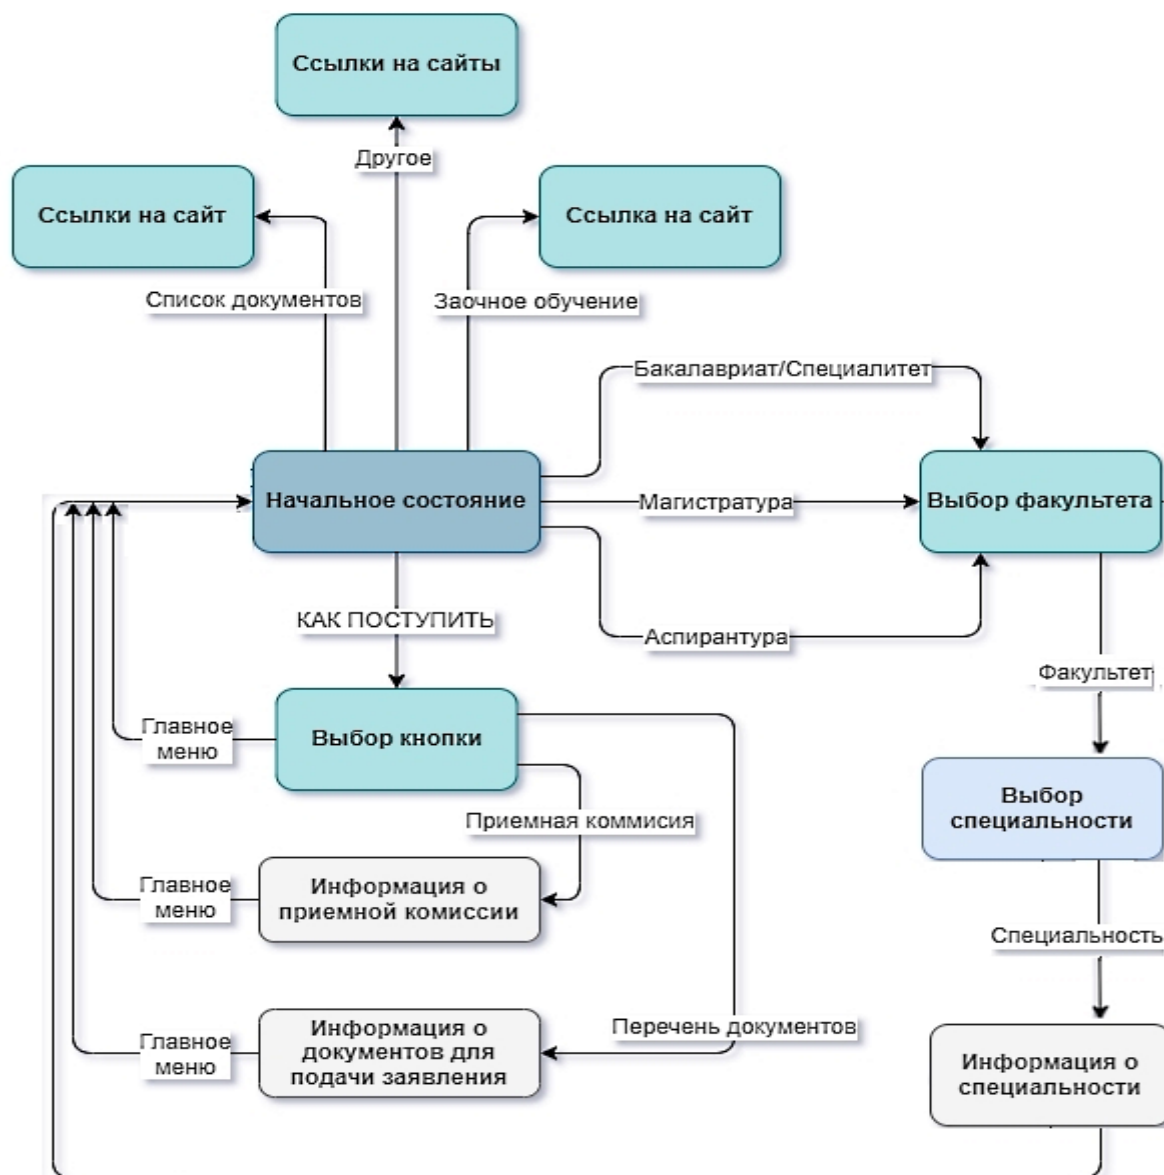 Ссылки на сайты
Другое
Ссылки на сайт
Ссылка на сайт
Список документов
Заочное обучение
Бакалавриат/Специалитет
Начальное состояние
Магистратура
Выбор факультета
КАК ПОСТУПИТЬ
Аспирантура
Факультет
Главное
меню
Выбор кнопки
Выбор
специальности
Приемная коммисия
Главное
меню
Информация о
приемной комиссии
Специальность
Главное
меню
Информация о
документов для
подачи заявления
Перечень документов
Информация о
специальности